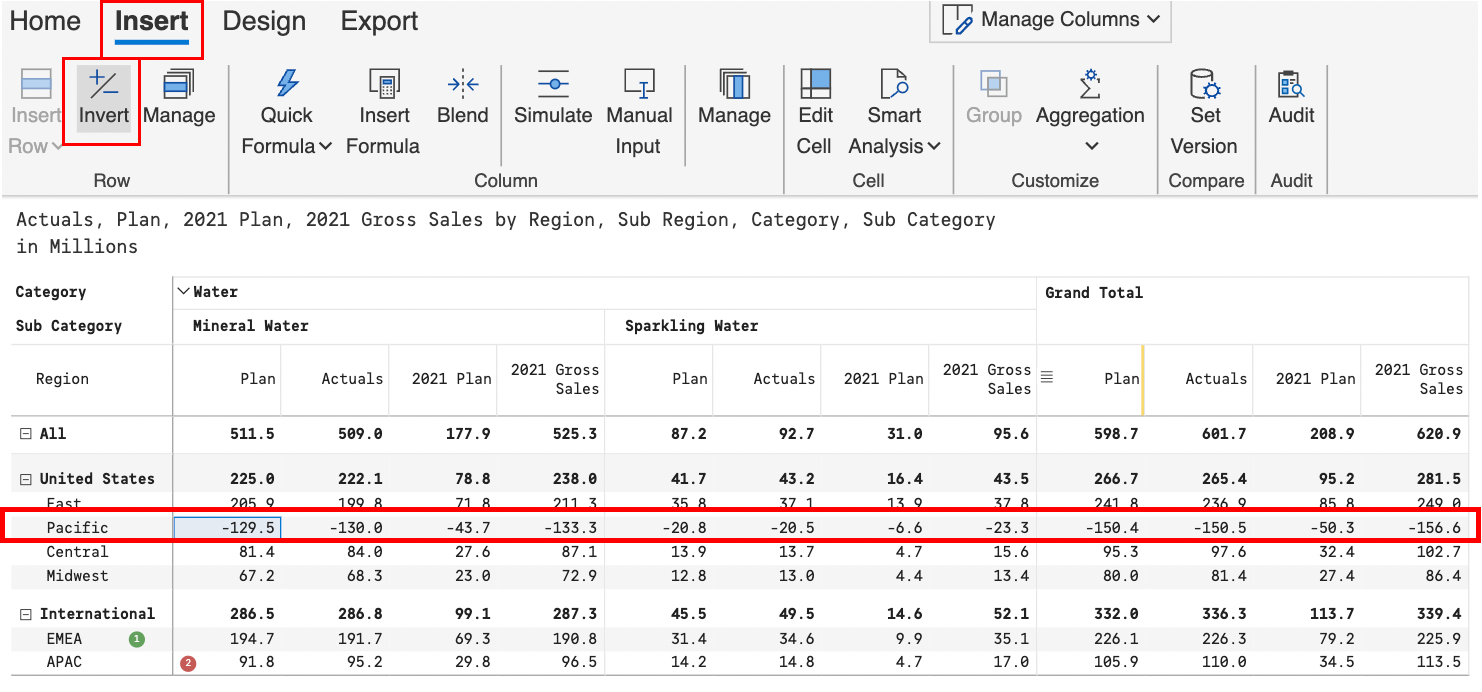 Home Insert Design Export Manage Columns
Insert Row Invert Manage Quick Formula Insert Formula Blend Simulate Manual Input Manage Edit Cell Smart Analysis Group Aggregation Set Version Audit
Row Column Cell Customize Compare Audit
Actuals, Plan, 2021 Plan, 2021 Gross Sales by Region, Sub Region, Category, Sub Category
in Millions
Category Water Grand Total
Sub Category Mineral Water Sparkling Water
Region Plan Actuals 2021 Plan 2021 Gross Sales Plan Actuals 2021 Plan 2021 Gross Sales Plan Actuals 2021 Plan 2021 Gross Sales
All 511.5 509.0 177.9 525.3 87.2 92.7 31.0 95.6 598.7 601.7 208.9 620.9
United States 225.0 222.1 78.8 238.0 41.7 43.2 16.4 43.5 266.7 265.4 95.2 281.5
East 205.9 199.8 71.8 211.3 35.8 37.1 13.9 37.8 241.8 236.9 85.8 249.0
Pacific -129.5 -130.0 -43.7 -133.3 -20.8 -20.5 -6.6 -23.3 -150.4 -150.5 -50.3 -156.6
Central 81.4 84.0 27.6 87.1 13.9 13.7 4.7 15.6 95.3 97.6 32.4 102.7
Midwest 67.2 68.3 23.0 72.9 12.8 13.0 4.4 13.4 80.0 81.4 27.4 86.4
International 286.5 286.8 99.1 287.3 45.5 49.5 14.6 52.1 332.0 336.3 113.7 339.4
EMEA 1 194.7 191.7 69.3 190.8 31.4 34.6 9.9 35.1 226.1 226.3 79.2 225.9
APAC 2 91.8 95.2 29.8 96.5 14.2 14.8 4.7 17.0 105.9 110.0 34.5 113.5